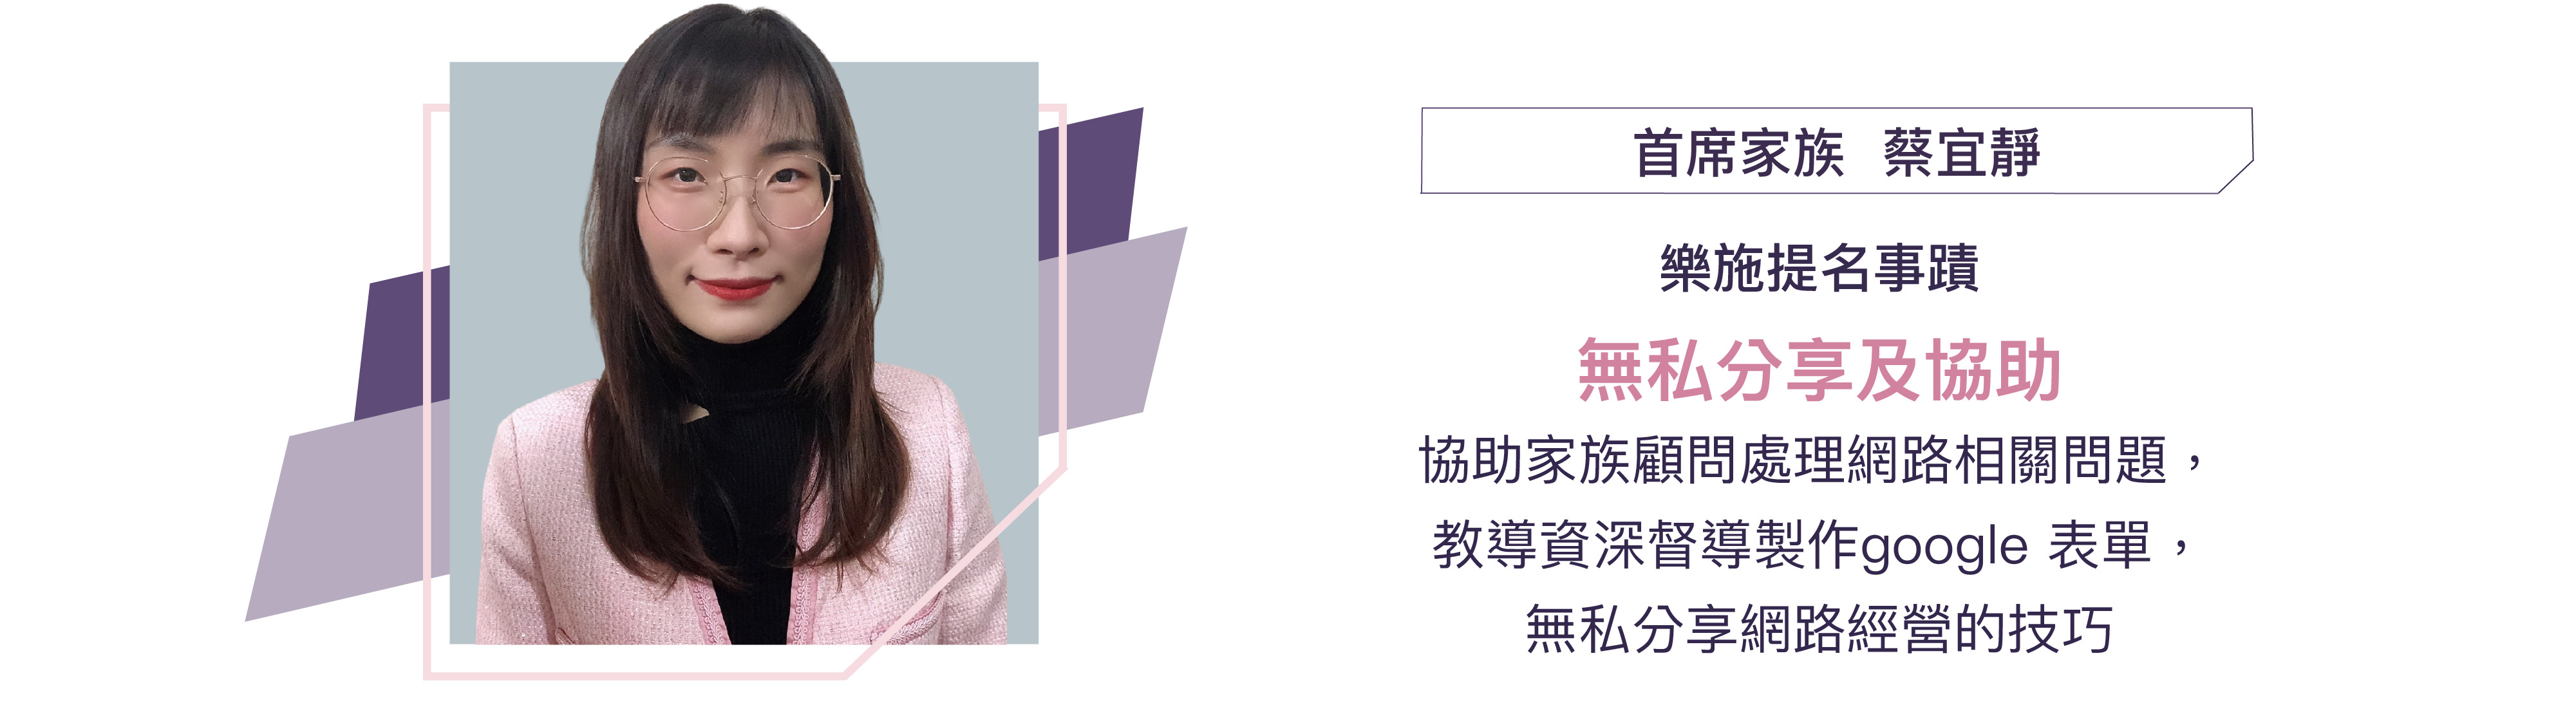 首席家族 蔡宜靜
樂施提名事蹟
無私分享及協助
協助家族顧問處理網路相關問題，
教導資深督導製作google 表單，
無私分享網路經營的技巧